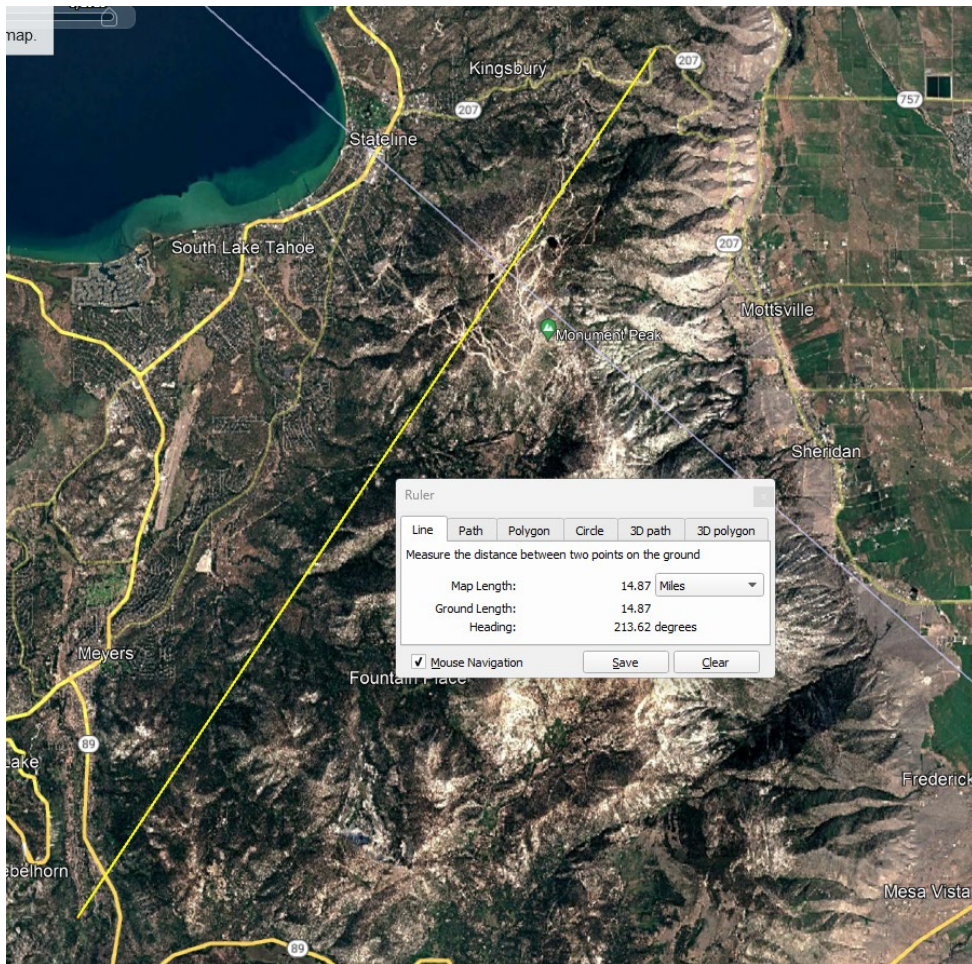 map.
Kingsbury
207
757
207
Stateline
South Lake Tahoe
207
Mottsville
Monument Peak
Sheridan
Ruler
Line Path Polygon Circle 3D path 3D polygon
Measure the distance between two points on the ground
Map Length: 14.87 Miles
Ground Length: 14.87
Heading: 213.62 degrees
Mouse Navigation Save Clear
Meyers
Fountain Place
89
Lake
Frederick
ebelhorn
Mesa Vista
89